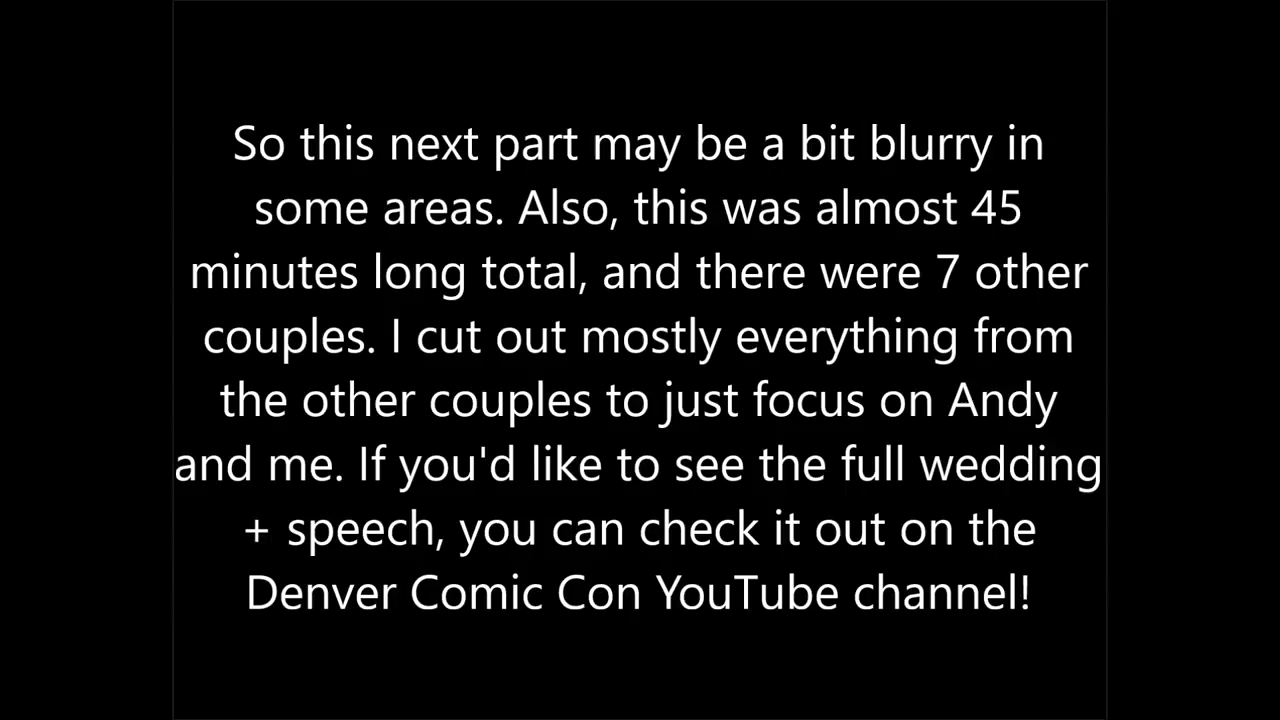 So this next part may be a bit blurry in
some areas. Also, this was almost 45
minutes long total, and there were 7 other
couples. I cut out mostly everything from
the other couples to just focus on Andy
and me. If you'd like to see the full wedding
+ speech, you can check it out on the
Denver Comic Con YouTube channel!